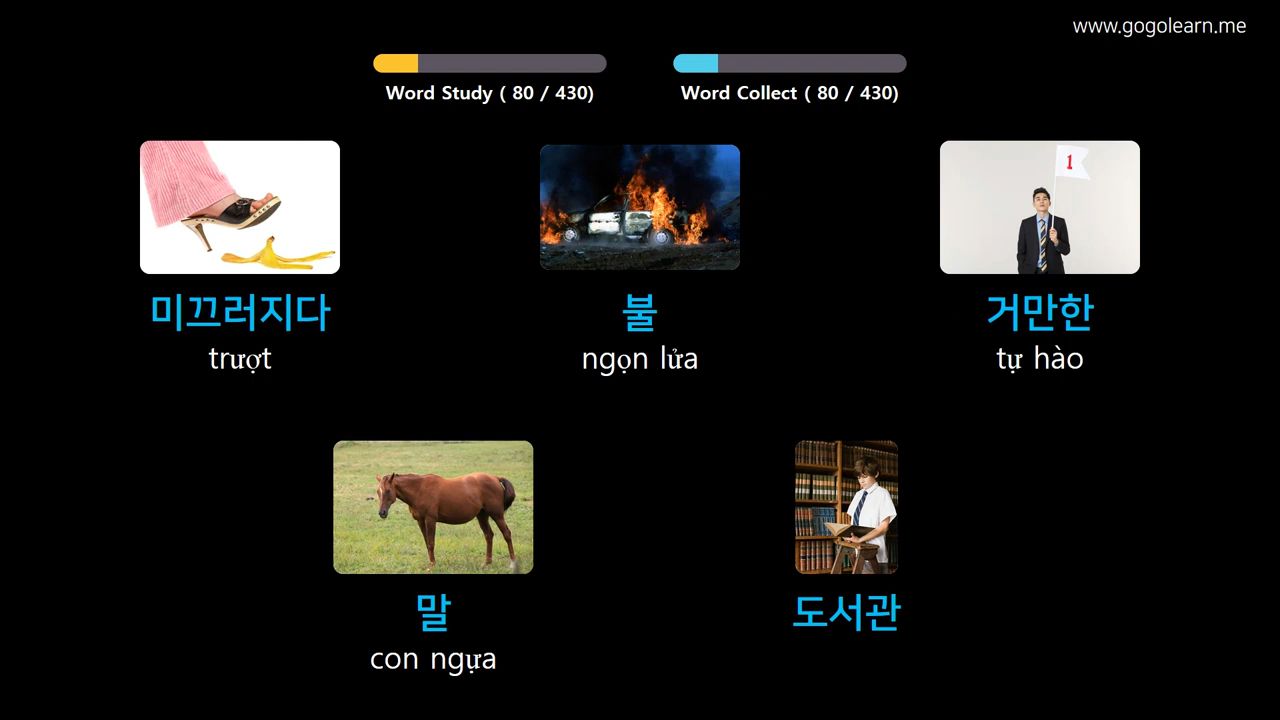 www.gogolearn.me
Word Study ( 80 / 430)
Word Collect ( 80 / 430)
1
미끄러지다
trượt
불
ngọn lửa
거만한
tự hào
말
con ngựa
도서관